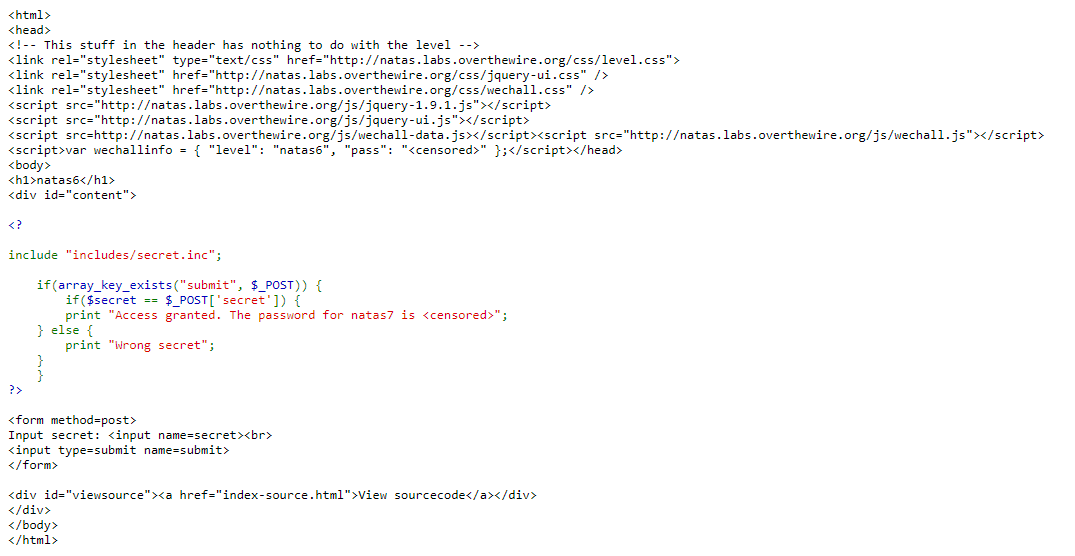 <html>
<head>
<!-- This stuff in the header has nothing to do with the level -->
<link rel="stylesheet" type="text/css" href="http://natas.labs.overthewire.org/css/level.css">
<link rel="stylesheet" href="http://natas.labs.overthewire.org/css/jquery-ui.css" />
<link rel="stylesheet" href="http://natas.labs.overthewire.org/css/wechall.css" />
<script src="http://natas.labs.overthewire.org/js/jquery-1.9.1.js"></script>
<script src="http://natas.labs.overthewire.org/js/jquery-ui.js"></script>
<script src=http://natas.labs.overthewire.org/js/wechall-data.js></script><script src="http://natas.labs.overthewire.org/js/wechall.js"></script>
<script>var wechallinfo = { "level": "natas6", "pass": "<censored>" };</script></head>
<body>
<h1>natas6</h1>
<div id="content">

<?

include "includes/secret.inc";

    if(array_key_exists("submit", $_POST)) {
        if($secret == $_POST['secret']) {
        print "Access granted. The password for natas7 is <censored>";
    } else {
        print "Wrong secret";
    }
    }
?>

<form method=post>
Input secret: <input name=secret><br>
<input type=submit name=submit>
</form>

<div id="viewsource"><a href="index-source.html">View sourcecode</a></div>
</div>
</body>
</html>